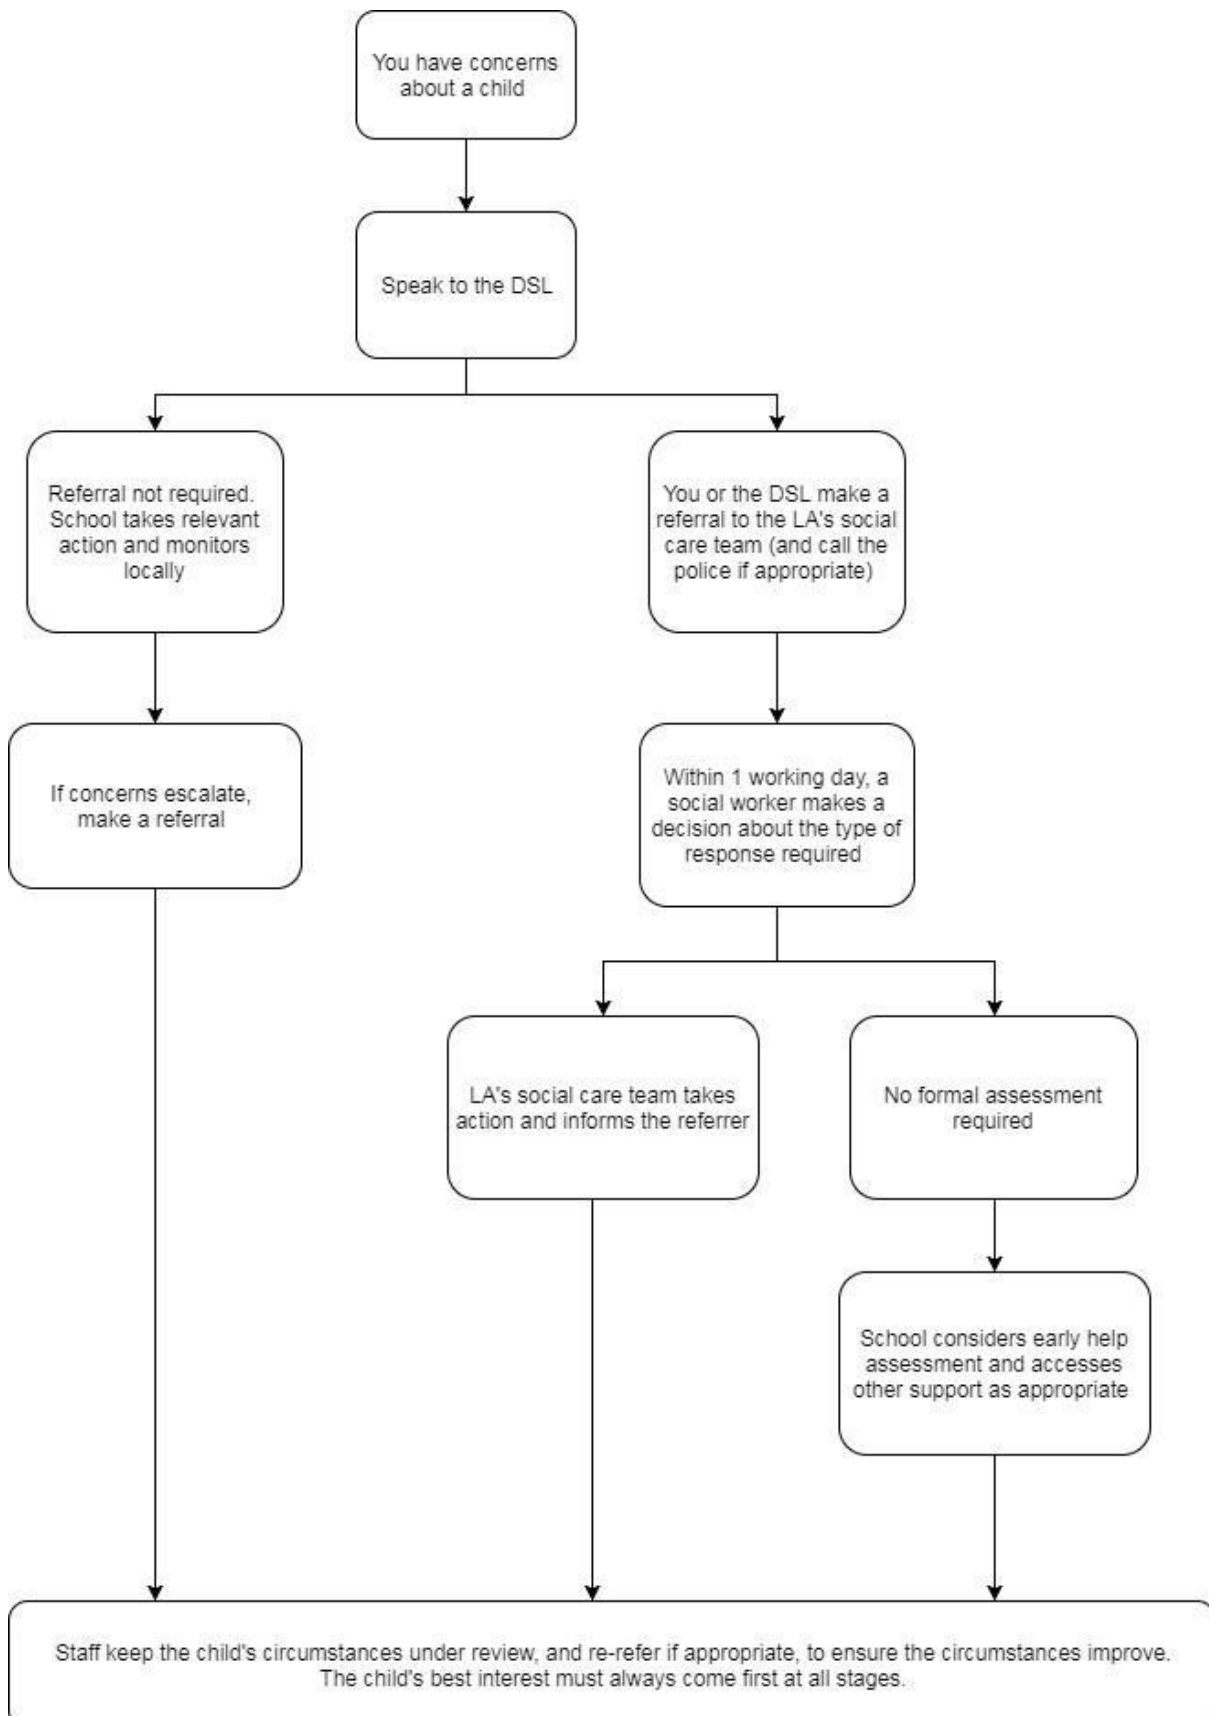 You have concerns
about a child
Speak to the DSL
Referral not required.
School takes relevant
action and monitors
locally
You or the DSL make a
referral to the LA's social
care team (and call the
police if appropriate)
If concerns escalate,
make a referral
Within 1 working day, a
social worker makes a
decision about the type of
response required
LA's social care team takes
action and informs the referrer
No formal assessment
required
School considers early help
assessment and accesses
other support as appropriate
Staff keep the child's circumstances under review, and re-refer if appropriate, to ensure the circumstances improve.
The child's best interest must always come first at all stages.